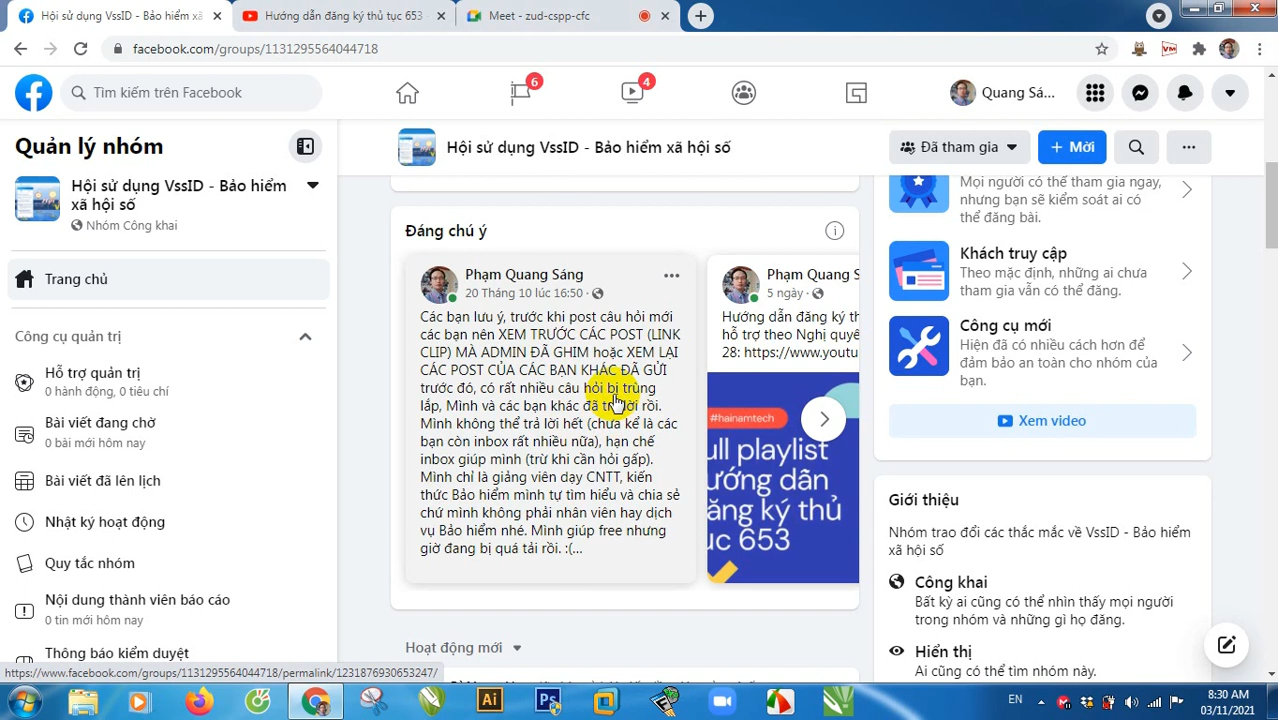 Hội sử dụng VssID - Bảo hiểm xã
Hướng dẫn đăng ký thủ tục 653
Meet - zud-cspp-cfc
facebook.com/groups/1131295564044718
VM
Tìm kiếm trên Facebook
6
4
Quang Sá...
Quản lý nhóm
Hội sử dụng VssID - Bảo hiểm
xã hội số
Nhóm Công khai
Trang chủ
Công cụ quản trị
Hỗ trợ quản trị
0 hành động, 0 tiêu chí
Bài viết đang chờ
0 bài mới hôm nay
Bài viết đã lên lịch
Nhật ký hoạt động
Quy tắc nhóm
Nội dung thành viên báo cáo
0 tin mới hôm nay
Thông báo kiểm duyệt
Hội sử dụng VssID - Bảo hiểm xã hội số
Đã tham gia
+ Mời
Đáng chú ý
Phạm Quang Sáng
20 Tháng 10 lúc 16:50 ·
Các bạn lưu ý, trước khi post câu hỏi mới
các bạn nên XEM TRƯỚC CÁC POST (LINK
CLIP) MÀ ADMIN ĐÃ GHIM hoặc XEM LẠI
CÁC POST CỦA CÁC BẠN KHÁC ĐÃ GỬI
trước đó, có rất nhiều câu hỏi bị trùng
lắp, Mình và các bạn khác đã trả lời rồi.
Mình không thể trả lời hết (chưa kể là các
bạn còn inbox rất nhiều nữa), hạn chế
inbox giúp mình (trừ khi cần hỏi gấp).
Mình chỉ là giảng viên dạy CNTT, kiến
thức Bảo hiểm mình tự tìm hiểu và chia sẻ
chứ mình không phải nhân viên hay dịch
vụ Bảo hiểm nhé. Mình giúp free nhưng
giờ đang bị quá tải rồi. :(...
Phạm Quang S
5 ngày ·
Hướng dẫn đăng ký th
hỗ trợ theo Nghị quyế
28: https://www.yout
#hainamtech
ull playlist
ướng dẫn
ăng ký thủ
ục 653
Hoạt động mới
Mọi người có thể tham gia ngay,
nhưng bạn sẽ kiểm soát ai có
thể đăng bài.
Khách truy cập
Theo mặc định, những ai chưa
tham gia vẫn có thể đăng.
Công cụ mới
Hiện đã có nhiều cách hơn để
đảm bảo an toàn cho nhóm của
bạn.
Xem video
Giới thiệu
Nhóm trao đổi các thắc mắc về VssID - Bảo hiểm
xã hội số
Công khai
Bất kỳ ai cũng có thể nhìn thấy mọi người
trong nhóm và những gì họ đăng.
Hiển thị
Ai cũng có thể tìm nhóm này.
https://www.facebook.com/groups/1131295564044718/permalink/1231876930653247/
Ai
Ps
EN
8:30 AM
03/11/2021